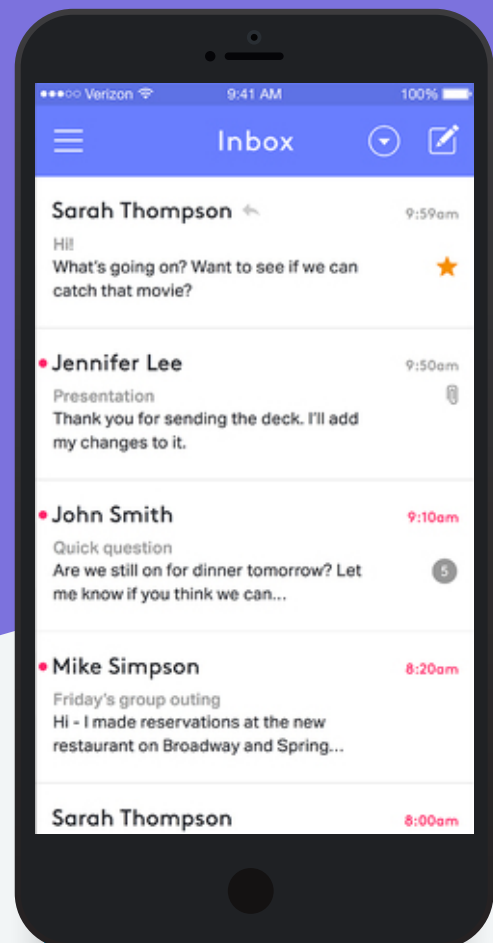 Verizon 9:41 AM 100%
Inbox
Sarah Thompson 9:59am
Hi!
What's going on? Want to see if we can
catch that movie?
Jennifer Lee 9:50am
Presentation
Thank you for sending the deck. I'll add
my changes to it.
John Smith 9:10am
Quick question
Are we still on for dinner tomorrow? Let
me know if you think we can...
5
Mike Simpson 8:20am
Friday's group outing
Hi - I made reservations at the new
restaurant on Broadway and Spring...
Sarah Thompson 8:00am